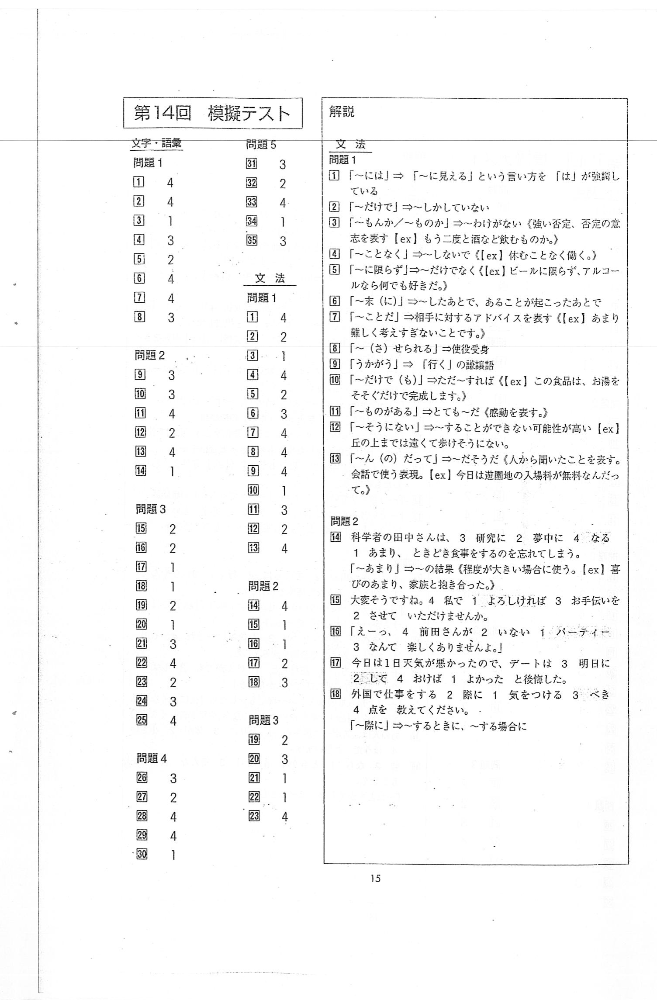 第14回 模擬テスト
文字・語彙
問題1
1 4
2 4
3 1
4 3
5 2
6 4
7 4
8 3
問題2
9 3
10 3
11 4
12 2
13 4
14 1
問題3
15 2
16 2
17 1
18 1
19 2
20 1
21 3
22 4
23 2
24 3
25 4
問題4
26 3
27 2
28 4
29 4
30 1
問題5
31 3
32 2
33 4
34 1
35 3
文法
問題1
1 4
2 2
3 1
4 4
5 2
6 3
7 4
8 4
9 4
10 1
11 3
12 2
13 4
問題2
14 4
15 1
16 1
17 2
18 3
問題3
19 2
20 3
21 1
22 1
23 4
解説
文法
問題1
1 「～には」⇒「～に見える」という言い方を「は」が強調し
ている
2 「～だけで」⇒～しかしていない
3 「～もんか／～ものか」⇒～わけがない《強い否定、否定の意
志を表す【ex】もう二度と酒など飲むものか。》
4 「～ことなく」⇒～しないで《【ex】休むことなく働く。》
5 「～に限らず」⇒～だけでなく《【ex】ビールに限らず、アルコー
ルなら何でも好きだ。》
6 「～末（に）」⇒～したあとで、あることが起こったあとで
7 「～ことだ」⇒相手に対するアドバイスを表す《【ex】あまり
難しく考えすぎないことです。》
8 「～（さ）せられる」⇒使役受身
9 「うかがう」⇒「行く」の謙譲語
10 「～だけで（も）」⇒ただ～すれば《【ex】この食品は、お湯を
そそぐだけで完成します。》
11 「～ものがある」⇒とても～だ《感動を表す。》
12 「～そうにない」⇒～することができない可能性が高い【ex】
丘の上までは遠くて歩けそうにない。
13 「～ん（の）だって」⇒～だそうだ《人から聞いたことを表す。
会話で使う表現。【ex】今日は遊園地の入場料が無料なんだっ
て。》
問題2
14 科学者の田中さんは、 3 研究に 2 夢中に 4 なる
1 あまり、 ときどき食事をするのを忘れてしまう。
「～あまり」⇒～の結果《程度が大きい場合に使う。【ex】喜
びのあまり、家族と抱き合った。》
15 大変そうですね。 4 私で 1 よろしければ 3 お手伝いを
2 させて いただけませんか。
16 「えーっ、 4 前田さんが 2 いない 1 パーティー
3 なんて 楽しくありませんよ。」
17 今日は1日天気が悪かったので、デートは 3 明日に
2 して 4 おけば 1 よかった と後悔した。
18 外国で仕事をする 2 際に 1 気をつける 3 べき
4 点を 教えてください。
「～際に」⇒～するときに、～する場合に
15